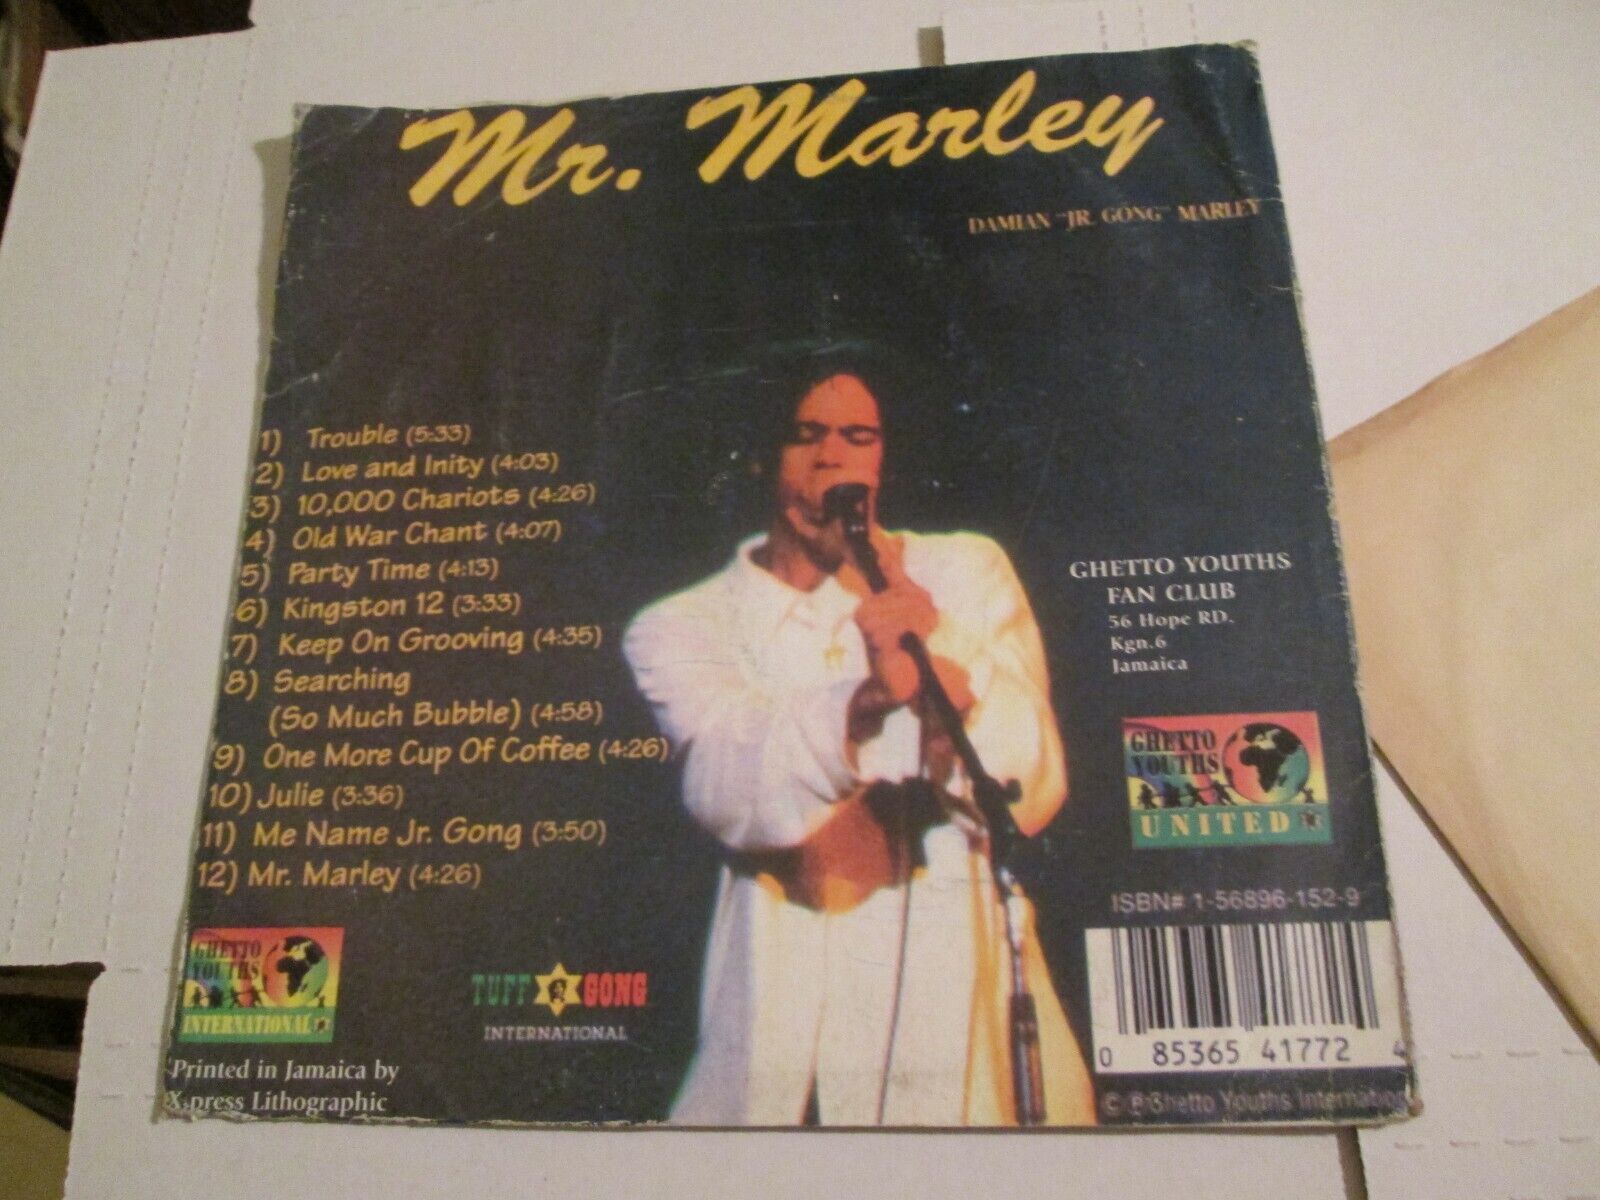 Mr. Marley
DAMIAN "JR. GONG" MARLEY
1) Trouble (5:33)
2) Love and Inity (4:03)
3) 10,000 Chariots (4:26)
4) Old War Chant (4:07)
5) Party Time (4:13)
6) Kingston 12 (3:33)
7) Keep On Grooving (4:35)
8) Searching
(So Much Bubble) (4:58)
9) One More Cup Of Coffee (4:26)
10) Julie (3:36)
11) Me Name Jr. Gong (3:50)
12) Mr. Marley (4:26)
GHETTO YOUTHS
FAN CLUB
56 Hope RD.
Kgn.6
Jamaica
GHETTO
YOUTHS
UNITED
ISBN# 1-56896-152-9
0 85365 41772 4
© P Ghetto Youths Internation
GHETTO
YOUTHS
INTERNATIONAL
TUFF GONG
INTERNATIONAL
Printed in Jamaica by
X-press Lithographic